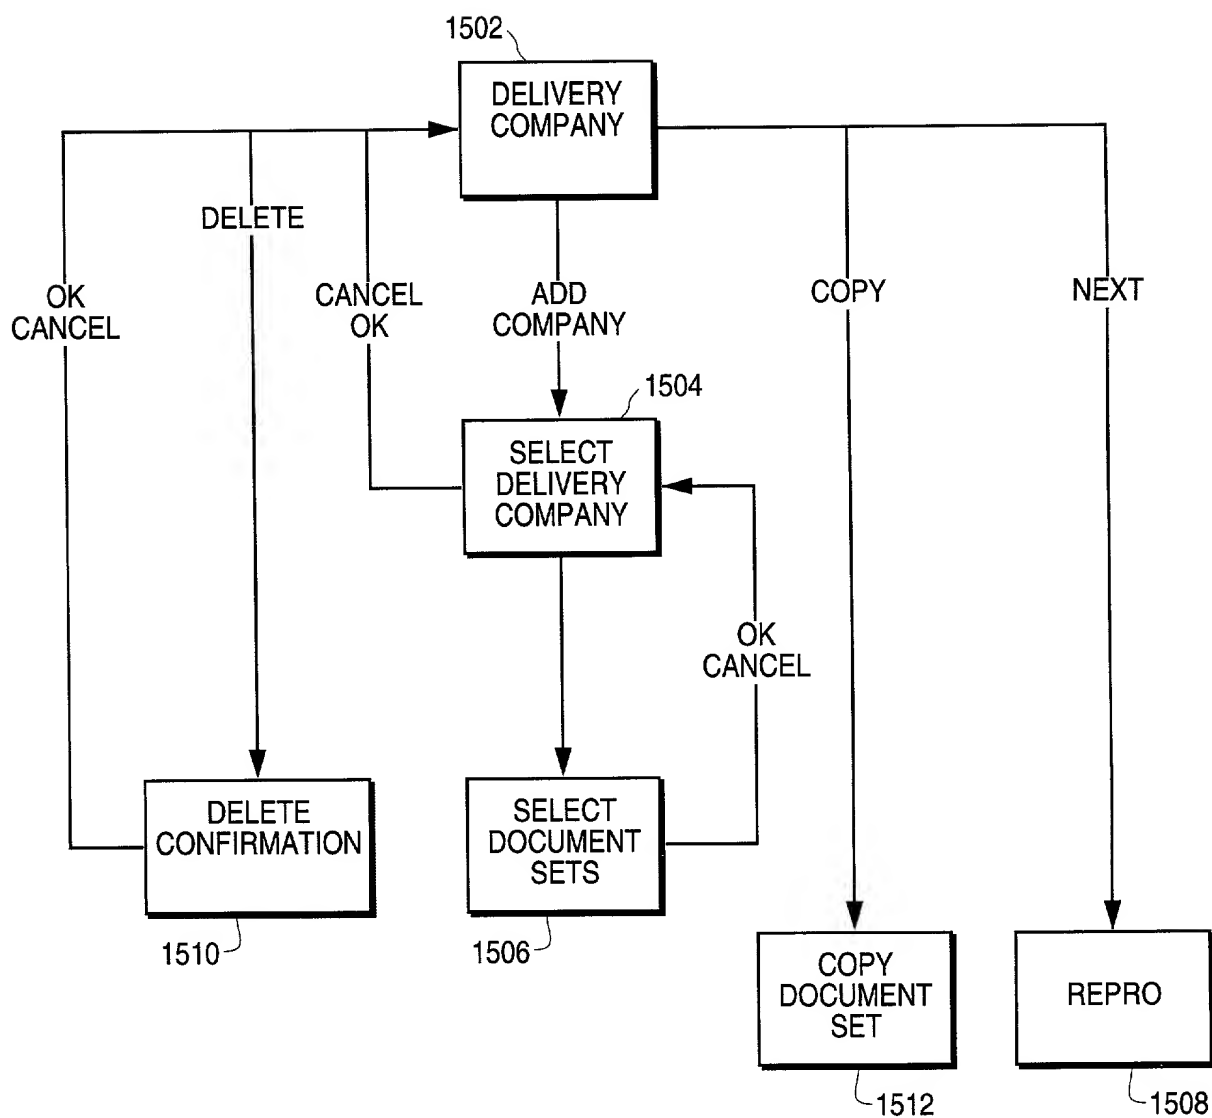 1502
DELIVERY
COMPANY
DELETE
OK
CANCEL
CANCEL
OK
ADD
COMPANY
COPY
NEXT
1504
SELECT
DELIVERY
COMPANY
OK
CANCEL
DELETE
CONFIRMATION
1510
SELECT
DOCUMENT
SETS
1506
COPY
DOCUMENT
SET
1512
REPRO
1508